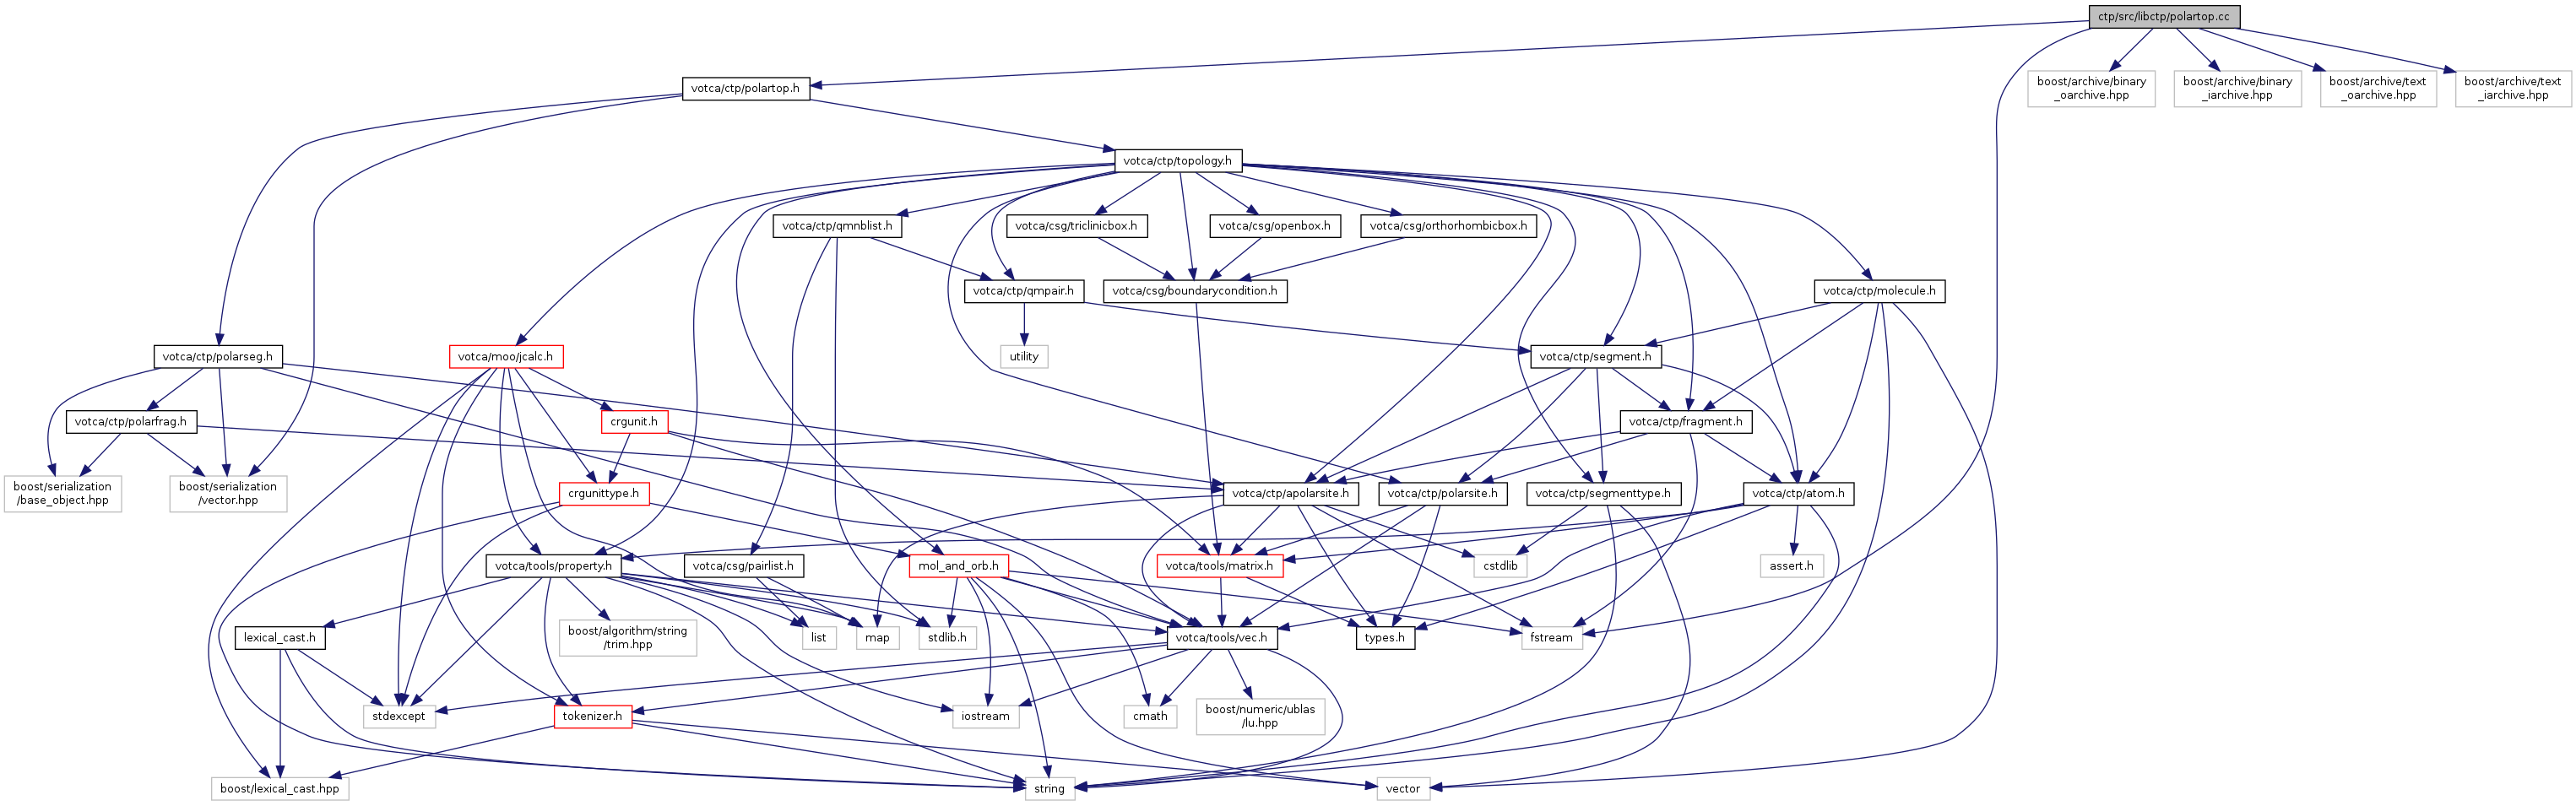 ctp/src/libctp/polartop.cc
votca/ctp/polartop.h
boost/archive/binary
_oarchive.hpp
boost/archive/binary
_iarchive.hpp
boost/archive/text
_oarchive.hpp
boost/archive/text
_iarchive.hpp
votca/ctp/topology.h
votca/ctp/qmnblist.h
votca/csg/triclinicbox.h
votca/csg/openbox.h
votca/csg/orthorhombicbox.h
votca/ctp/qmpair.h
votca/csg/boundarycondition.h
votca/ctp/molecule.h
votca/ctp/polarseg.h
votca/moo/jcalc.h
utility
votca/ctp/segment.h
votca/ctp/polarfrag.h
crgunit.h
votca/ctp/fragment.h
boost/serialization
/base_object.hpp
boost/serialization
/vector.hpp
crgunittype.h
votca/ctp/apolarsite.h
votca/ctp/polarsite.h
votca/ctp/segmenttype.h
votca/ctp/atom.h
votca/tools/property.h
votca/csg/pairlist.h
mol_and_orb.h
votca/tools/matrix.h
cstdlib
assert.h
lexical_cast.h
boost/algorithm/string
/trim.hpp
list
map
stdlib.h
votca/tools/vec.h
types.h
fstream
stdexcept
tokenizer.h
iostream
cmath
boost/numeric/ublas
/lu.hpp
boost/lexical_cast.hpp
string
vector